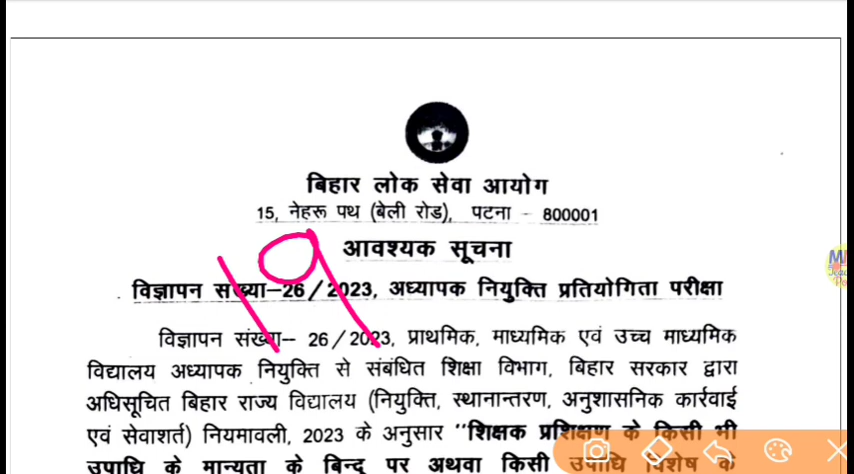 बिहार लोक सेवा आयोग
15, नेहरू पथ (बेली रोड), पटना - 800001
19
आवश्यक सूचना
विज्ञापन संख्या-26/2023, अध्यापक नियुक्ति प्रतियोगिता परीक्षा
विज्ञापन संख्या- 26/2023, प्राथमिक, माध्यमिक एवं उच्च माध्यमिक
विद्यालय अध्यापक नियुक्ति से संबंधित शिक्षा विभाग, बिहार सरकार द्वारा
अधिसूचित बिहार राज्य विद्यालय (नियुक्ति, स्थानान्तरण, अनुशासनिक कार्रवाई
एवं सेवाशर्त) नियमावली, 2023 के अनुसार "शिक्षक प्रशिक्षण के किसी भी
उपाधि के मान्यता के बिन्दु पर अथवा किसी उपाधि विशेष के